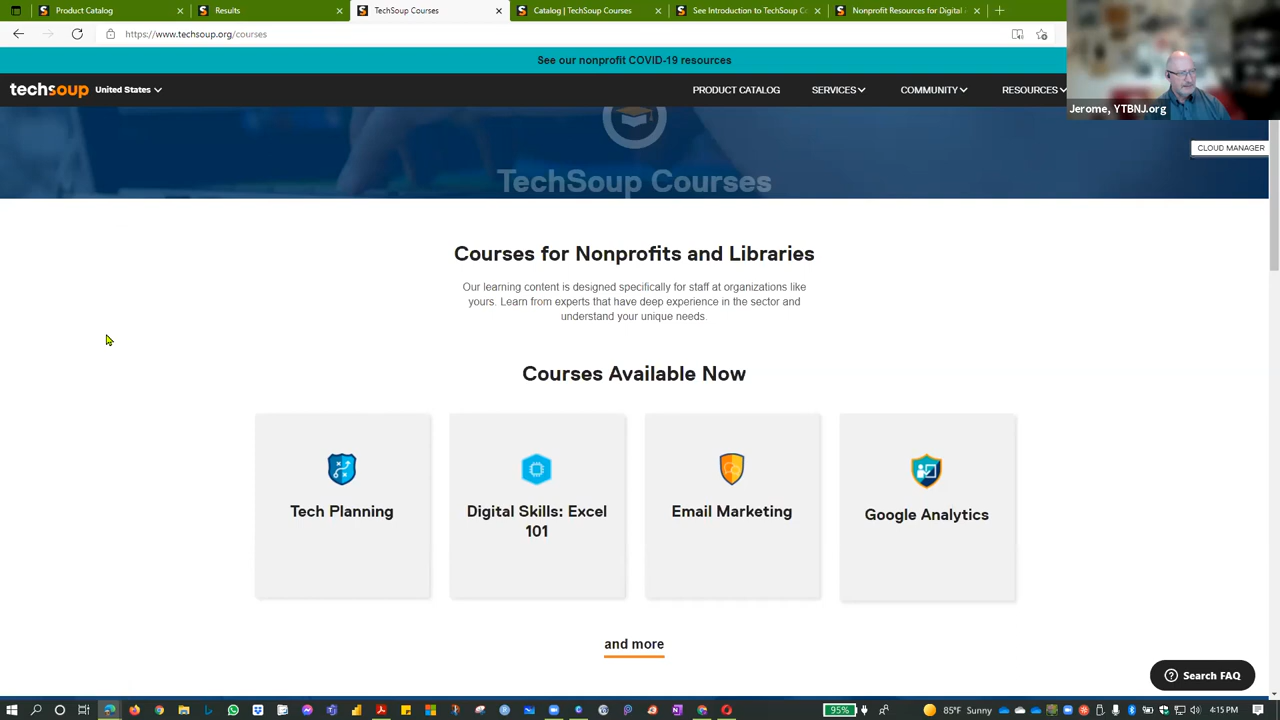 Product Catalog
Results
TechSoup Courses
Catalog | TechSoup Courses
See Introduction to TechSoup C
Nonprofit Resources for Digital
https://www.techsoup.org/courses
See our nonprofit COVID-19 resources
techsoup United States
PRODUCT CATALOG SERVICES COMMUNITY RESOURCES
Jerome, YTBNJ.org
CLOUD MANAGER
TechSoup Courses
Courses for Nonprofits and Libraries
Our learning content is designed specifically for staff at organizations like
yours. Learn from experts that have deep experience in the sector and
understand your unique needs.
Courses Available Now
Tech Planning
Digital Skills: Excel
101
Email Marketing
Google Analytics
and more
Search FAQ
95%
85°F Sunny
4:15 PM